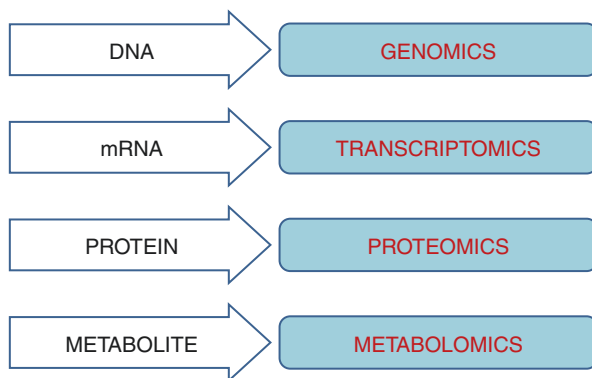 DNA
GENOMICS
mRNA
TRANSCRIPTOMICS
PROTEIN
PROTEOMICS
METABOLITE
METABOLOMICS